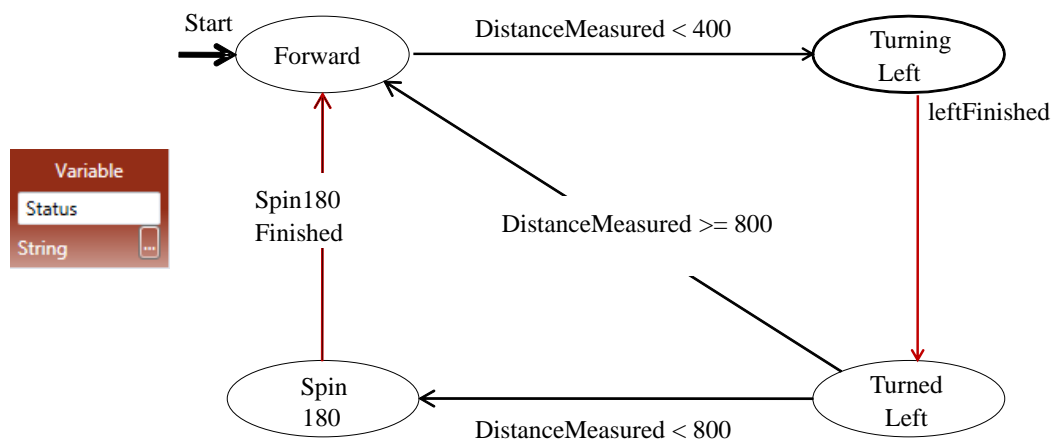 Start
Forward
DistanceMeasured < 400
Turning
Left
leftFinished
Variable
Status
String
...
Spin180
Finished
DistanceMeasured >= 800
Spin
180
DistanceMeasured < 800
Turned
Left